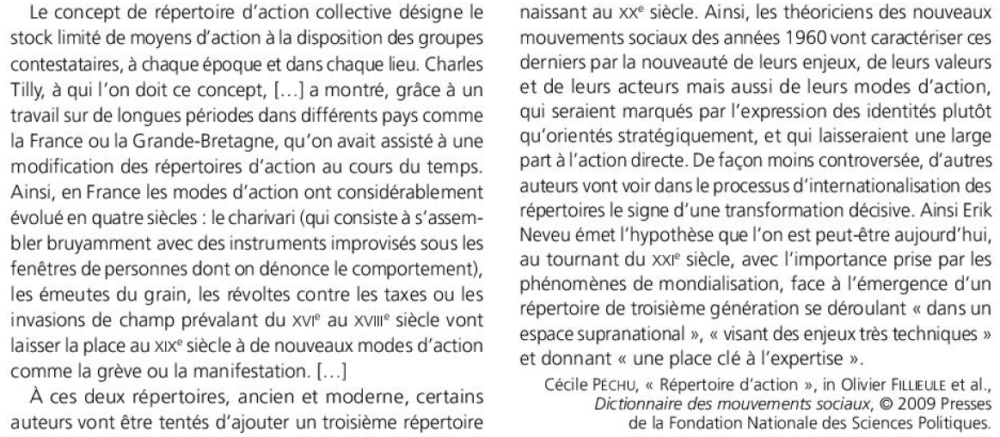 Le concept de répertoire d’action collective désigne le
stock limité de moyens d’action à la disposition des groupes
contestataires, à chaque époque et dans chaque lieu. Charles
Tilly, à qui l’on doit ce concept, […] a montré, grâce à un
travail sur de longues périodes dans différents pays comme
la France ou la Grande-Bretagne, qu’on avait assisté à une
modification des répertoires d’action au cours du temps.
Ainsi, en France les modes d’action ont considérablement
évolué en quatre siècles : le charivari (qui consiste à s’assem-
bler bruyamment avec des instruments improvisés sous les
fenêtres de personnes dont on dénonce le comportement),
les émeutes du grain, les révoltes contre les taxes ou les
invasions de champ prévalant du XVIe au XVIIIe siècle vont
laisser la place au XIXe siècle à de nouveaux modes d’action
comme la grève ou la manifestation. […]
À ces deux répertoires, ancien et moderne, certains
auteurs vont être tentés d’ajouter un troisième répertoire
naissant au XXe siècle. Ainsi, les théoriciens des nouveaux
mouvements sociaux des années 1960 vont caractériser ces
derniers par la nouveauté de leurs enjeux, de leurs valeurs
et de leurs acteurs mais aussi de leurs modes d’action,
qui seraient marqués par l’expression des identités plutôt
qu’orientés stratégiquement, et qui laisseraient une large
part à l’action directe. De façon moins controversée, d’autres
auteurs vont voir dans le processus d’internationalisation des
répertoires le signe d’une transformation décisive. Ainsi Erik
Neveu émet l’hypothèse que l’on est peut-être aujourd’hui,
au tournant du XXIe siècle, avec l’importance prise par les
phénomènes de mondialisation, face à l’émergence d’un
répertoire de troisième génération se déroulant « dans un
espace supranational », « visant des enjeux très techniques »
et donnant « une place clé à l’expertise ».
Cécile PÉCHU, « Répertoire d’action », in Olivier FILLIEULE et al.,
Dictionnaire des mouvements sociaux, © 2009 Presses
de la Fondation Nationale des Sciences Politiques.